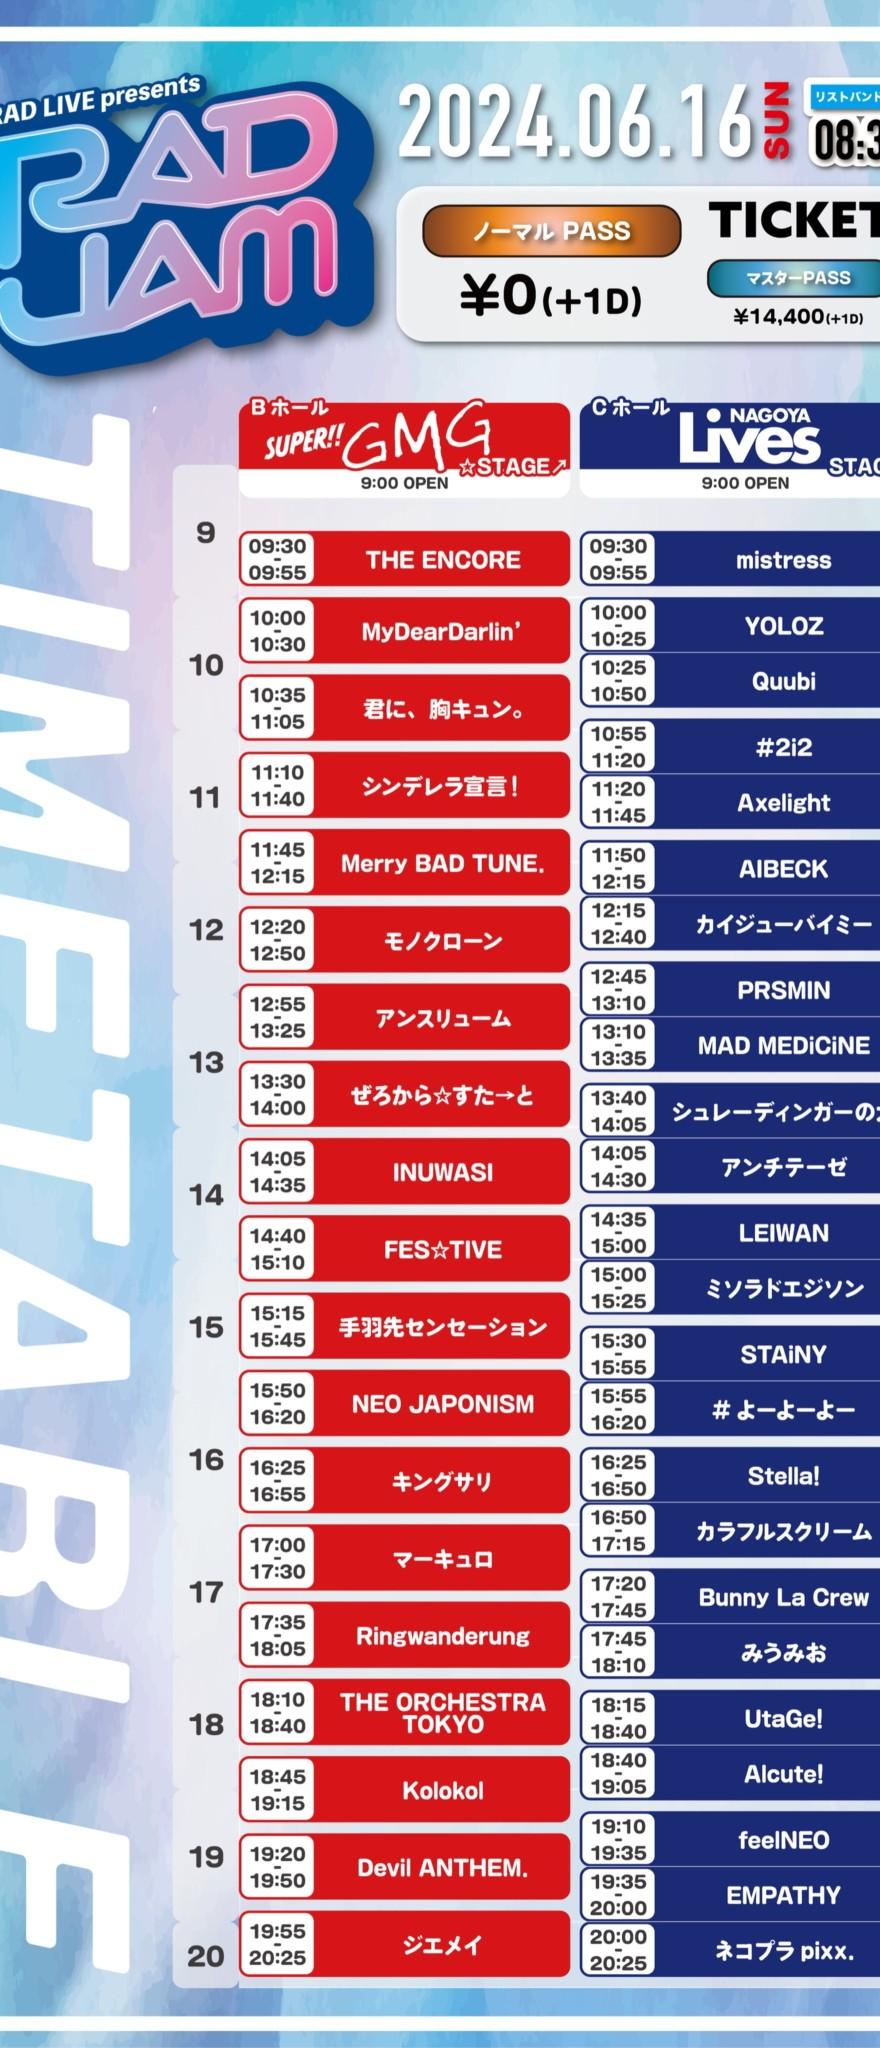 RAD LIVE presents
RAD
JAM
2024.06.16 SUN
リストバンド
08:3
ノーマル PASS
¥0(+1D)
TICKET
マスターPASS
¥14,400(+1D)
TIMETABLE
Bホール
SUPER!! GMG
☆STAGE↗
9:00 OPEN
Cホール
NAGOYA
Lives
STAG
9:00 OPEN
9
10
11
12
13
14
15
16
17
18
19
20
09:30-09:55 THE ENCORE
10:00-10:30 MyDearDarlin'
10:35-11:05 君に、胸キュン。
11:10-11:40 シンデレラ宣言!
11:45-12:15 Merry BAD TUNE.
12:20-12:50 モノクローン
12:55-13:25 アンスリューム
13:30-14:00 ぜろから☆すた→と
14:05-14:35 INUWASI
14:40-15:10 FES☆TIVE
15:15-15:45 手羽先センセーション
15:50-16:20 NEO JAPONISM
16:25-16:55 キングサリ
17:00-17:30 マーキュロ
17:35-18:05 Ringwanderung
18:10-18:40 THE ORCHESTRA
TOKYO
18:45-19:15 Kolokol
19:20-19:50 Devil ANTHEM.
19:55-20:25 ジエメイ
09:30-09:55 mistress
10:00-10:25 YOLOZ
10:25-10:50 Quubi
10:55-11:20 #2i2
11:20-11:45 Axelight
11:50-12:15 AIBECK
12:15-12:40 カイジューバイミー
12:45-13:10 PRSMIN
13:10-13:35 MAD MEDiCiNE
13:40-14:05 シュレーディンガーの
14:05-14:30 アンチテーゼ
14:35-15:00 LEIWAN
15:00-15:25 ミソラドエジソン
15:30-15:55 STAiNY
15:55-16:20 # よーよーよー
16:25-16:50 Stella!
16:50-17:15 カラフルスクリーム
17:20-17:45 Bunny La Crew
17:45-18:10 みうみお
18:15-18:40 UtaGe!
18:40-19:05 Alcute!
19:10-19:35 feelNEO
19:35-20:00 EMPATHY
20:00-20:25 ネコプラ pixx.